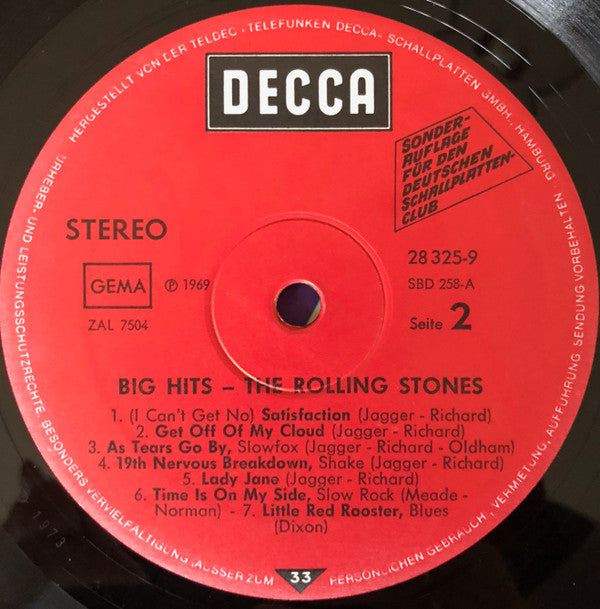 HERGESTELLT VON DER TELDEC · TELEFUNKEN DECCA- SCHALLPLATTEN GMBH., HAMBURG
DECCA
SONDER-
AUFLAGE
FÜR DEN
DEUTSCHEN
SCHALLPLATTEN-
CLUB
STEREO
28 325-9
GEMA
℗ 1969
SBD 258-A
ZAL 7504
Seite 2
BIG HITS – THE ROLLING STONES
1. (I Can't Get No) Satisfaction (Jagger - Richard)
2. Get Off Of My Cloud (Jagger - Richard)
3. As Tears Go By, Slowfox (Jagger - Richard - Oldham)
4. 19th Nervous Breakdown, Shake (Jagger - Richard)
5. Lady Jane (Jagger - Richard)
6. Time Is On My Side, Slow Rock (Meade -
Norman) - 7. Little Red Rooster, Blues
(Dixon)
URHEBER- UND LEISTUNGSSCHUTZRECHTE, BESONDERS VERVIELFÄLTIGUNG (AUSSER ZUM PERSÖNLICHEN GEBRAUCH), VERMIETUNG, AUFFÜHRUNG, SENDUNG VORBEHALTEN.
33
1973